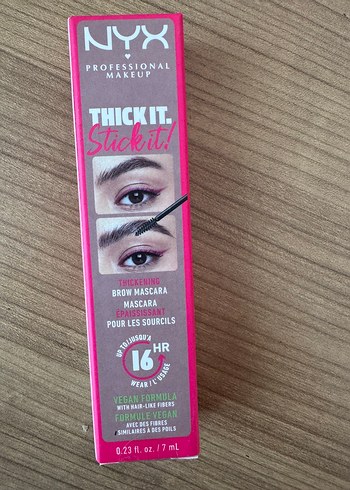 NYX
PROFESSIONAL
MAKEUP
THICK IT.
Stick it!
THICKENING
BROW MASCARA
MASCARA
ÉPAISSISSANT
POUR LES SOURCILS
UP TO/JUSQU'À
16 HR
WEAR/L'USAGE
VEGAN FORMULA
WITH HAIR-LIKE FIBERS
FORMULE VEGAN
AVEC DES FIBRES
SIMILAIRES À DES POILS
0.23 fl. oz. / 7 mL